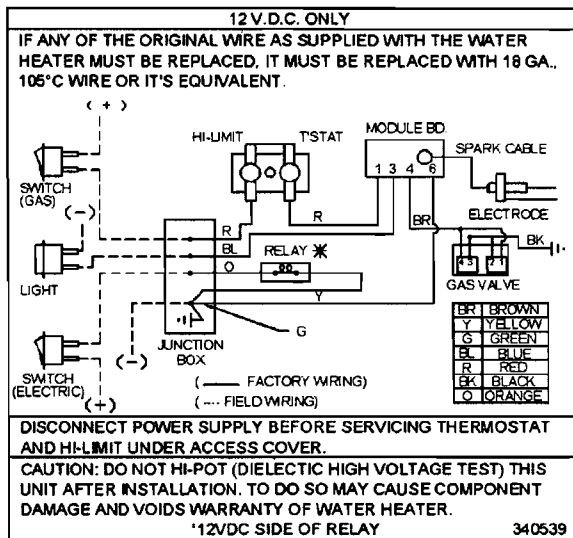 12 V.D.C. ONLY
IF ANY OF THE ORIGINAL WIRE AS SUPPLIED WITH THE WATER
HEATER MUST BE REPLACED, IT MUST BE REPLACED WITH 18 GA.,
105°C WIRE OR IT'S EQUIVALENT.
( + )
HI-LIMIT T'STAT
MODULE BD.
SPARK CABLE
1 3 4 6
SWITCH
(GAS)
(-)
ELECTRODE
R
R
BR
BL
RELAY ✳
BK
O
4 3 2 1
GAS VALVE
LIGHT
Y
G
JUNCTION
BOX
(-)
SWITCH
(ELECTRIC)
(+)
( —— FACTORY WIRING)
( --- FIELD WIRING)
BR BROWN
Y YELLOW
G GREEN
BL BLUE
R RED
BK BLACK
O ORANGE
DISCONNECT POWER SUPPLY BEFORE SERVICING THERMOSTAT
AND HI-LIMIT UNDER ACCESS COVER.
CAUTION: DO NOT HI-POT (DIELECTIC HIGH VOLTAGE TEST) THIS
UNIT AFTER INSTALLATION. TO DO SO MAY CAUSE COMPONENT
DAMAGE AND VOIDS WARRANTY OF WATER HEATER.
*12VDC SIDE OF RELAY 340539